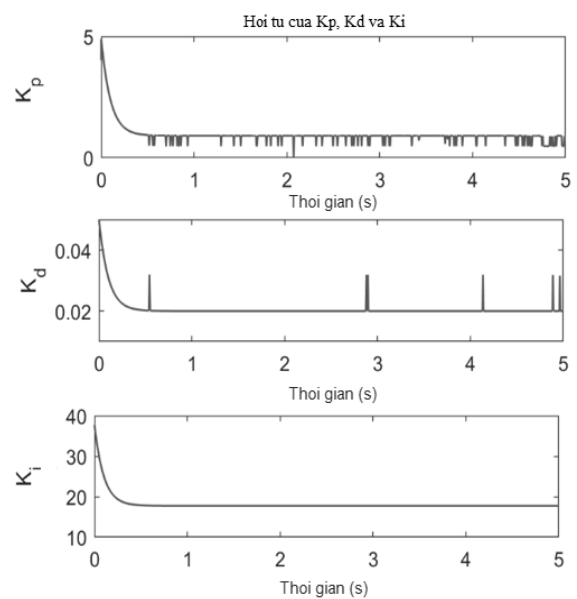 Hoi tu cua Kp, Kd va Ki
5
0
K_p
0 1 2 3 4 5
Thoi gian (s)
0.04
0.02
K_d
0 1 2 3 4 5
Thoi gian (s)
40
30
20
10
K_i
0 1 2 3 4 5
Thoi gian (s)